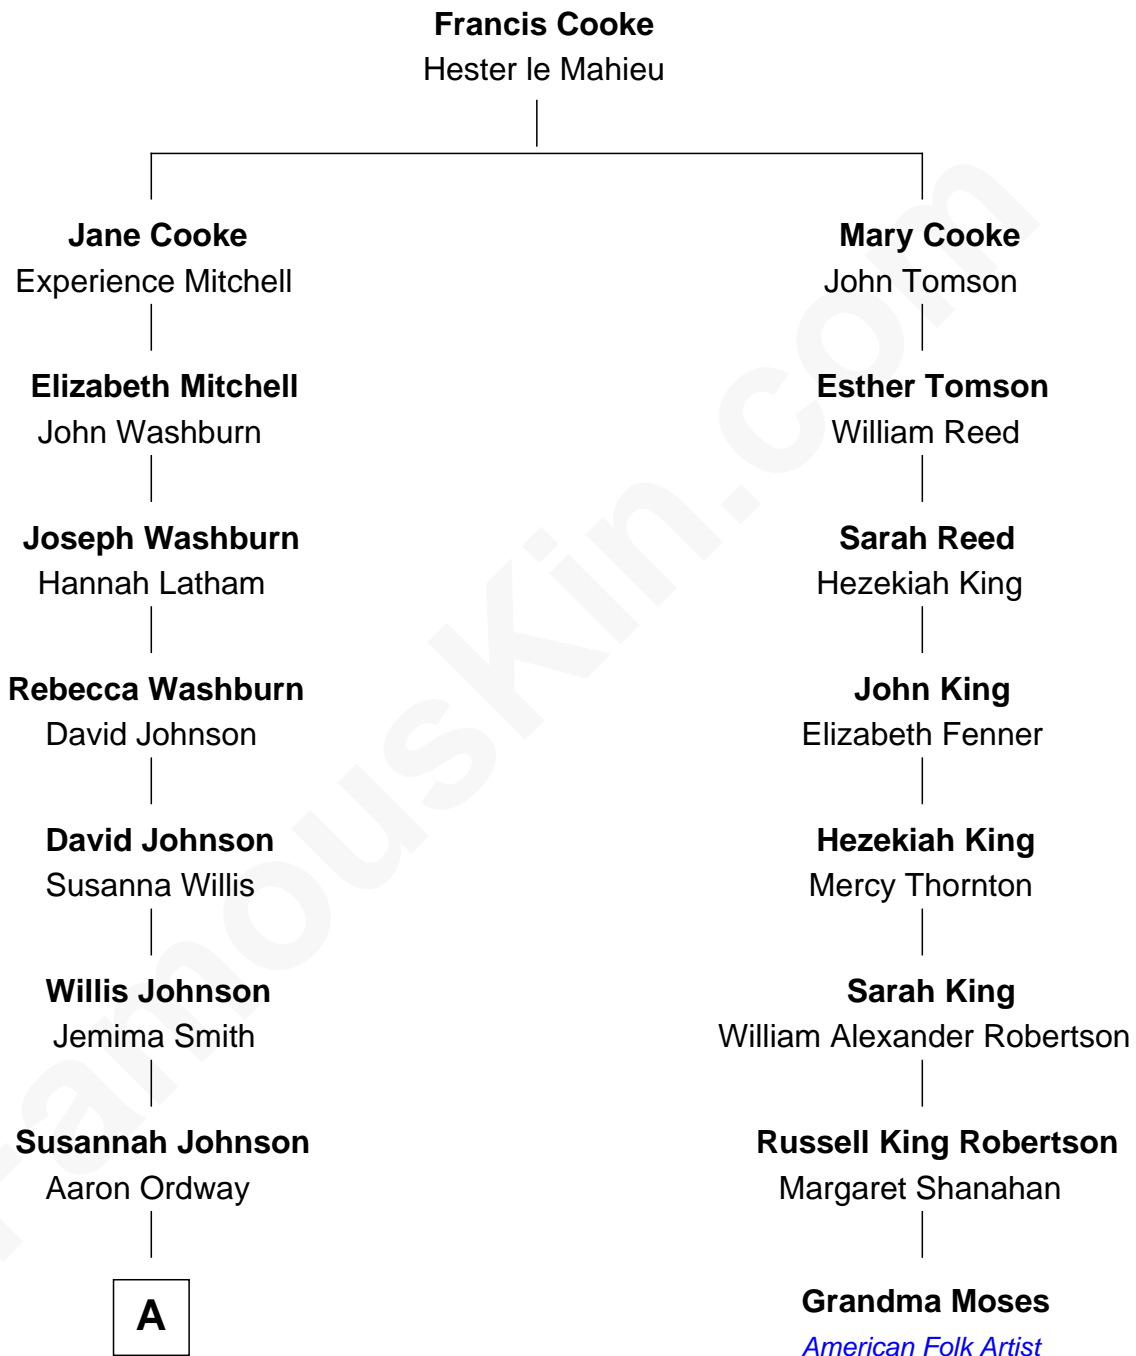 Francis Cooke
Hester le Mahieu
Jane Cooke
Experience Mitchell
Mary Cooke
John Tomson
Elizabeth Mitchell
John Washburn
Esther Tomson
William Reed
Joseph Washburn
Hannah Latham
Sarah Reed
Hezekiah King
Rebecca Washburn
David Johnson
John King
Elizabeth Fenner
David Johnson
Susanna Willis
Hezekiah King
Mercy Thornton
Willis Johnson
Jemima Smith
Sarah King
William Alexander Robertson
Susannah Johnson
Aaron Ordway
Russell King Robertson
Margaret Shanahan
A
Grandma Moses
American Folk Artist
FamousKin.com